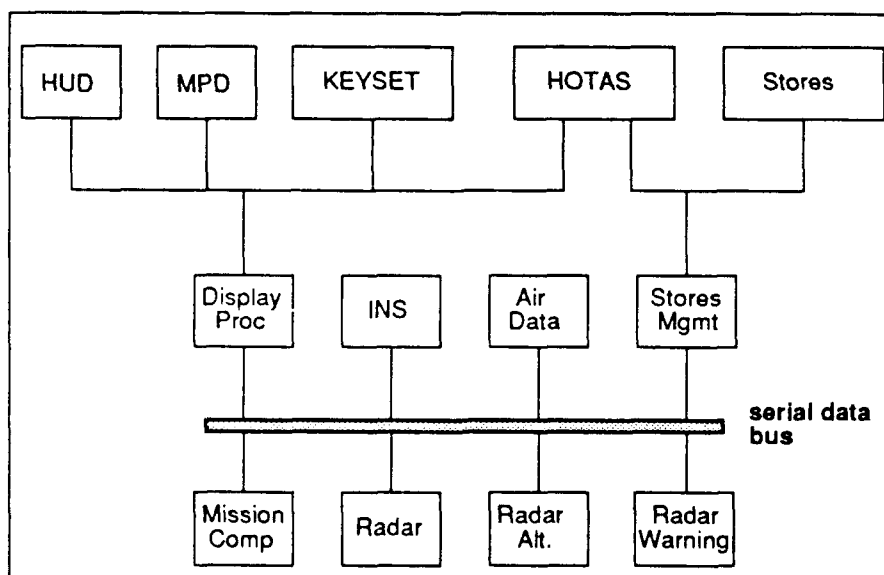 HUD
MPD
KEYSET
HOTAS
Stores
Display
Proc
INS
Air
Data
Stores
Mgmt
serial data
bus
Mission
Comp
Radar
Radar
Alt.
Radar
Warning